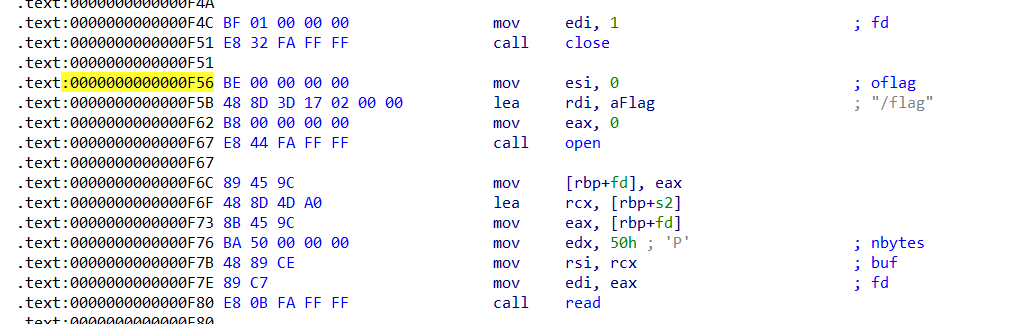 .text:0000000000000F4A
.text:0000000000000F4C BF 01 00 00 00 mov edi, 1 ; fd
.text:0000000000000F51 E8 32 FA FF FF call close
.text:0000000000000F51
.text:0000000000000F56 BE 00 00 00 00 mov esi, 0 ; oflag
.text:0000000000000F5B 48 8D 3D 17 02 00 00 lea rdi, aFlag ; "/flag"
.text:0000000000000F62 B8 00 00 00 00 mov eax, 0
.text:0000000000000F67 E8 44 FA FF FF call open
.text:0000000000000F67
.text:0000000000000F6C 89 45 9C mov [rbp+fd], eax
.text:0000000000000F6F 48 8D 4D A0 lea rcx, [rbp+s2]
.text:0000000000000F73 8B 45 9C mov eax, [rbp+fd]
.text:0000000000000F76 BA 50 00 00 00 mov edx, 50h ; 'P' ; nbytes
.text:0000000000000F7B 48 89 CE mov rsi, rcx ; buf
.text:0000000000000F7E 89 C7 mov edi, eax ; fd
.text:0000000000000F80 E8 0B FA FF FF call read
.text:0000000000000F80